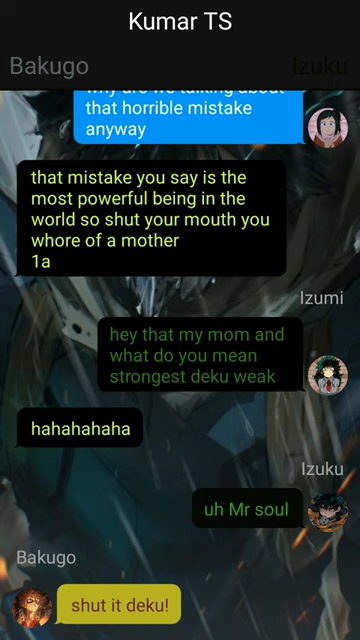 Kumar TS
Bakugo
Izuku
why are we talking about
that horrible mistake
anyway
that mistake you say is the
most powerful being in the
world so shut your mouth you
whore of a mother
1a
Izumi
hey that my mom and
what do you mean
strongest deku weak
hahahahaha
Izuku
uh Mr soul
Bakugo
shut it deku!